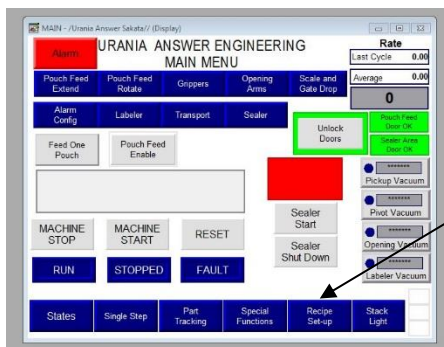 MAIN - /Urania Answer Sakata// (Display)
Alarm
URANIA ANSWER ENGINEERING
MAIN MENU
Rate
Last Cycle 0.00
Average 0.00
0
Pouch Feed
Extend
Pouch Feed
Rotate
Grippers
Opening
Arms
Scale and
Gate Drop
Alarm
Config
Labeler
Transport
Sealer
Unlock
Doors
Pouch Feed
Door OK
Sealer Area
Door OK
Feed One
Pouch
Pouch Feed
Enable
*******
Pickup Vacuum
*******
Pivot Vacuum
*******
Opening Vacuum
*******
Labeler Vacuum
Sealer
Start
Sealer
Shut Down
MACHINE
STOP
MACHINE
START
RESET
RUN
STOPPED
FAULT
States
Single Step
Part
Tracking
Special
Functions
Recipe
Set-up
Stack
Light